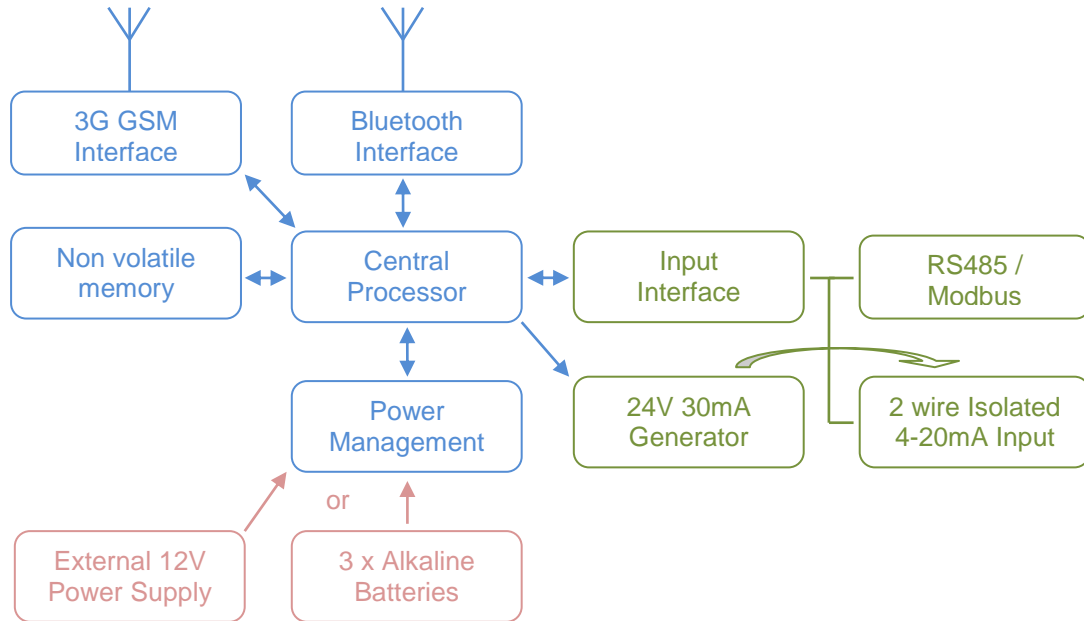 3G GSM
Interface
Bluetooth
Interface
Non volatile
memory
Central
Processor
Input
Interface
RS485 /
Modbus
Power
Management
24V 30mA
Generator
2 wire Isolated
4-20mA Input
or
External 12V
Power Supply
3 x Alkaline
Batteries